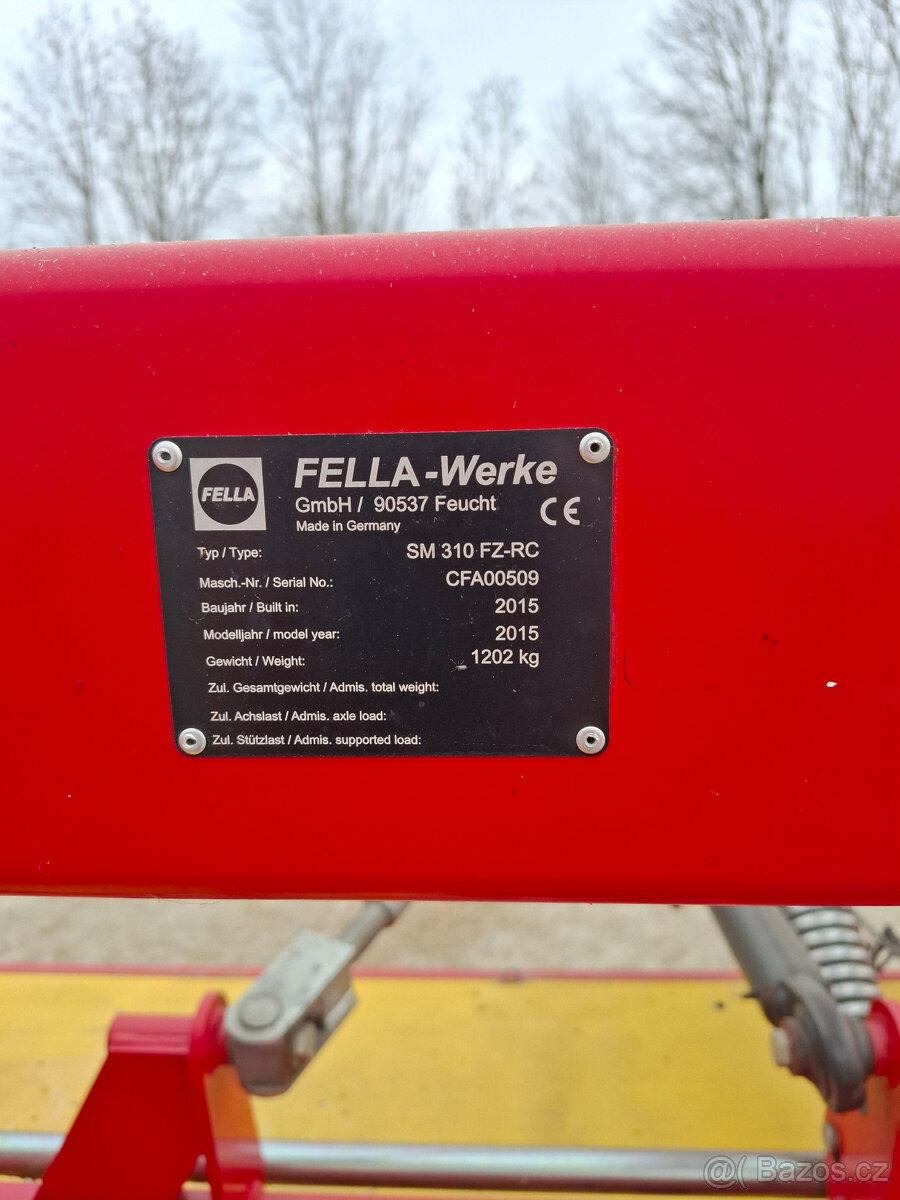 FELLA
FELLA-Werke
GmbH / 90537 Feucht
Made in Germany
CE
Typ / Type: SM 310 FZ-RC
Masch.-Nr. / Serial No.: CFA00509
Baujahr / Built in: 2015
Modelljahr / model year: 2015
Gewicht / Weight: 1202 kg
Zul. Gesamtgewicht / Admis. total weight:
Zul. Achslast / Admis. axle load:
Zul. Stützlast / Admis. supported load:
@( Bazos.cz